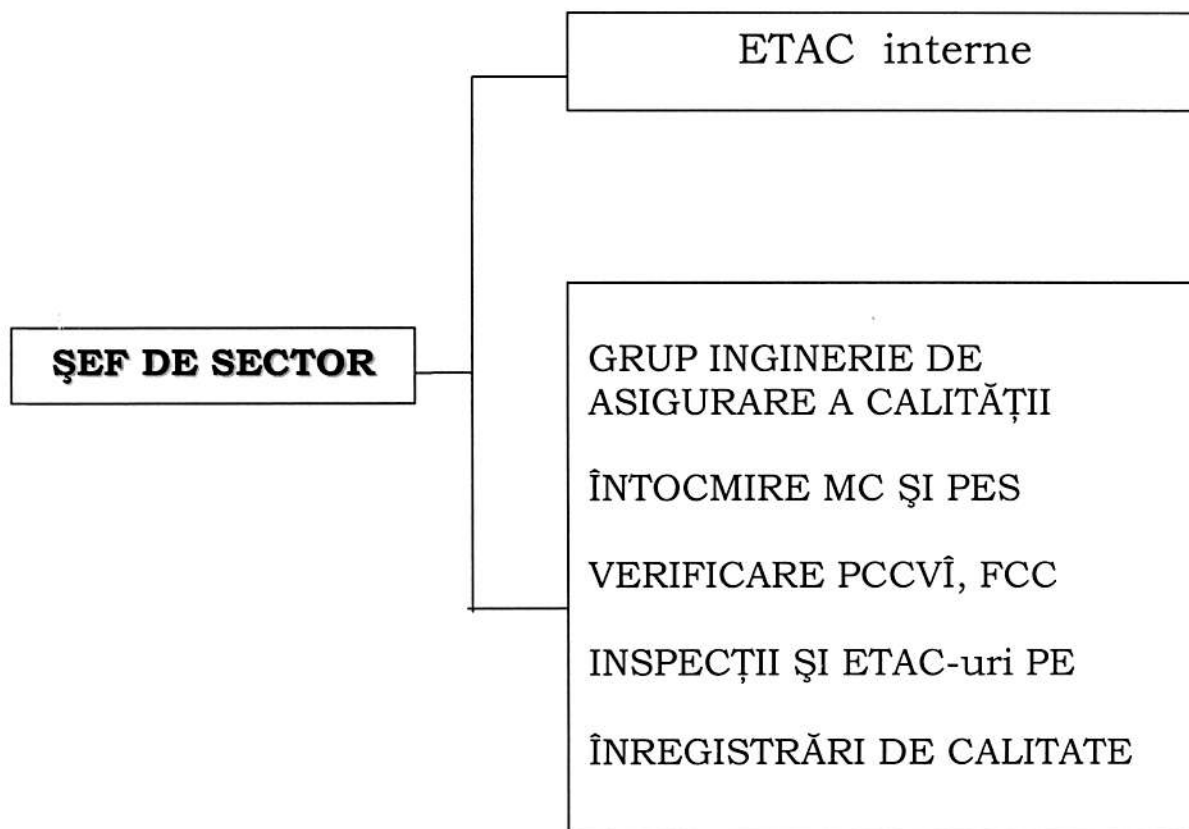 ETAC interne
ŞEF DE SECTOR
GRUP INGINERIE DE
ASIGURARE A CALITĂȚII
ÎNTOCMIRE MC ŞI PES
VERIFICARE PCCVÎ, FCC
INSPECȚII ŞI ETAC-uri PE
ÎNREGISTRĂRI DE CALITATE